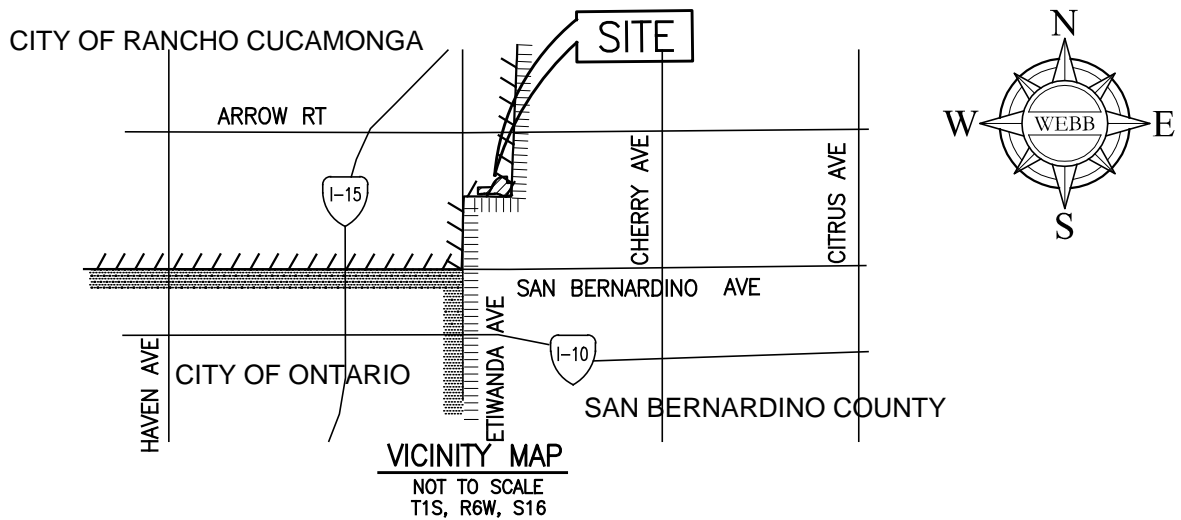 CITY OF RANCHO CUCAMONGA
SITE
N
W
WEBB
E
S
ARROW RT
I-15
CHERRY AVE
CITRUS AVE
SAN BERNARDINO AVE
HAVEN AVE
CITY OF ONTARIO
ETIWANDA AVE
I-10
SAN BERNARDINO COUNTY
VICINITY MAP
NOT TO SCALE
T1S, R6W, S16